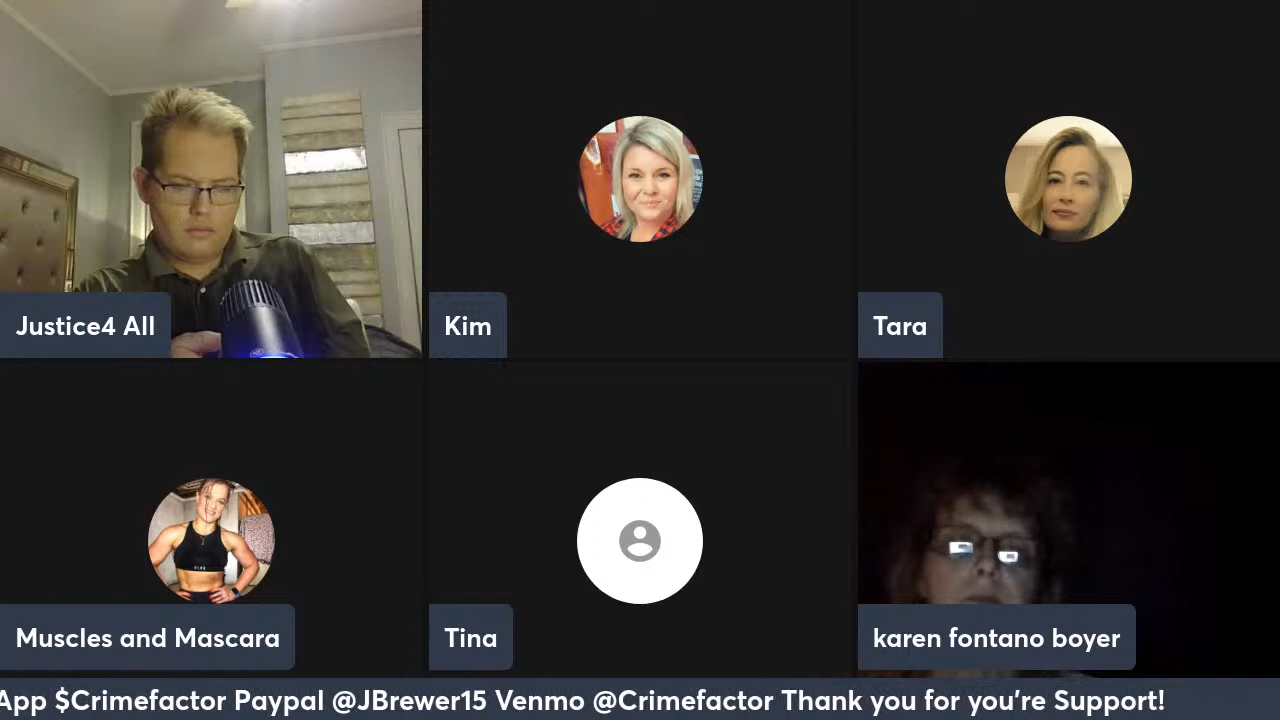 Justice4 All
Kim
Tara
Muscles and Mascara
Tina
karen fontano boyer
App $Crimefactor Paypal @JBrewer15 Venmo @Crimefactor Thank you for you're Support!